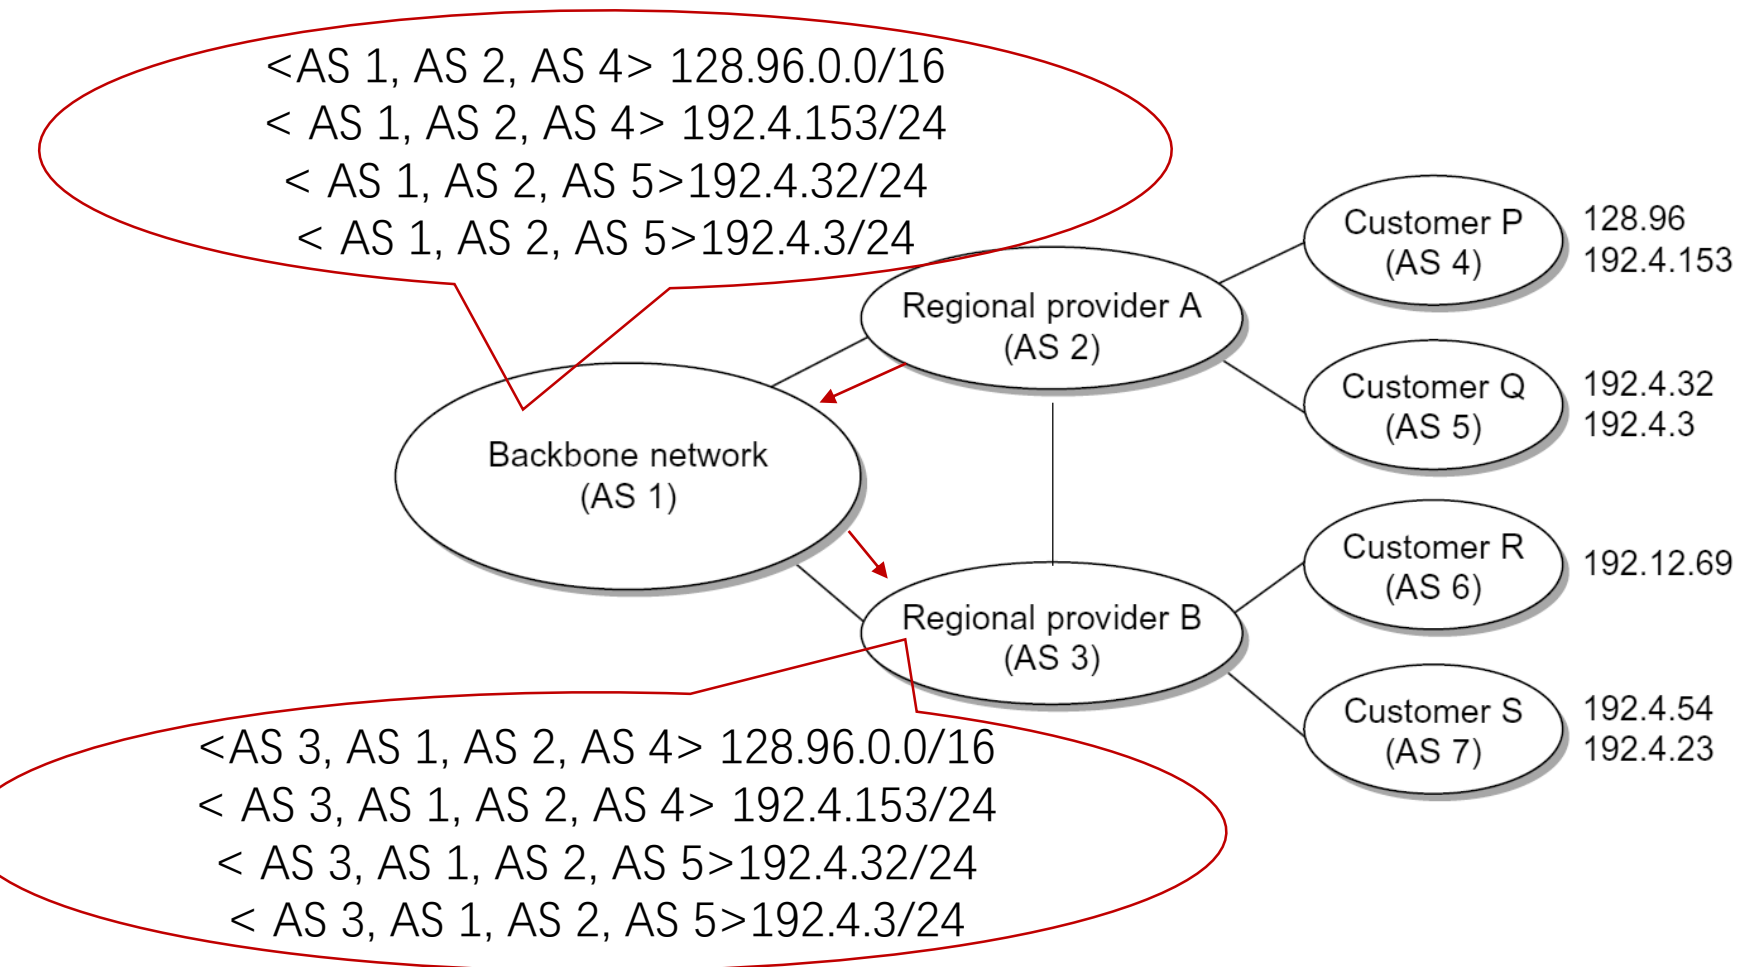 <AS 1, AS 2, AS 4> 128.96.0.0/16
< AS 1, AS 2, AS 4> 192.4.153/24
< AS 1, AS 2, AS 5>192.4.32/24
< AS 1, AS 2, AS 5>192.4.3/24
Customer P
(AS 4)
128.96
192.4.153
Regional provider A
(AS 2)
Customer Q
(AS 5)
192.4.32
192.4.3
Backbone network
(AS 1)
Customer R
(AS 6)
192.12.69
Regional provider B
(AS 3)
Customer S
(AS 7)
192.4.54
192.4.23
<AS 3, AS 1, AS 2, AS 4> 128.96.0.0/16
< AS 3, AS 1, AS 2, AS 4> 192.4.153/24
< AS 3, AS 1, AS 2, AS 5>192.4.32/24
< AS 3, AS 1, AS 2, AS 5>192.4.3/24